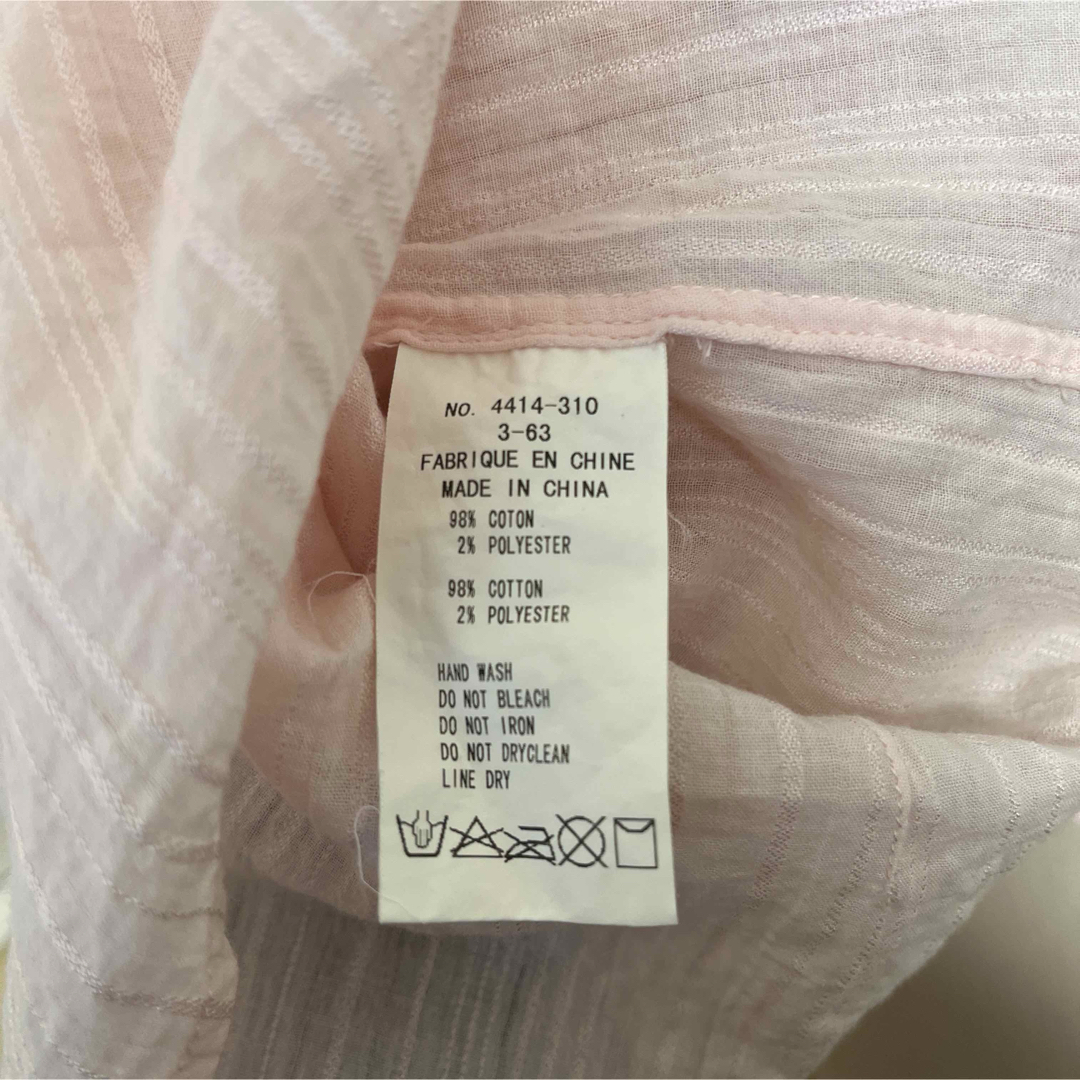 NO. 4414-310
3-63
FABRIQUE EN CHINE
MADE IN CHINA
98% COTON
2% POLYESTER
98% COTTON
2% POLYESTER
HAND WASH
DO NOT BLEACH
DO NOT IRON
DO NOT DRYCLEAN
LINE DRY